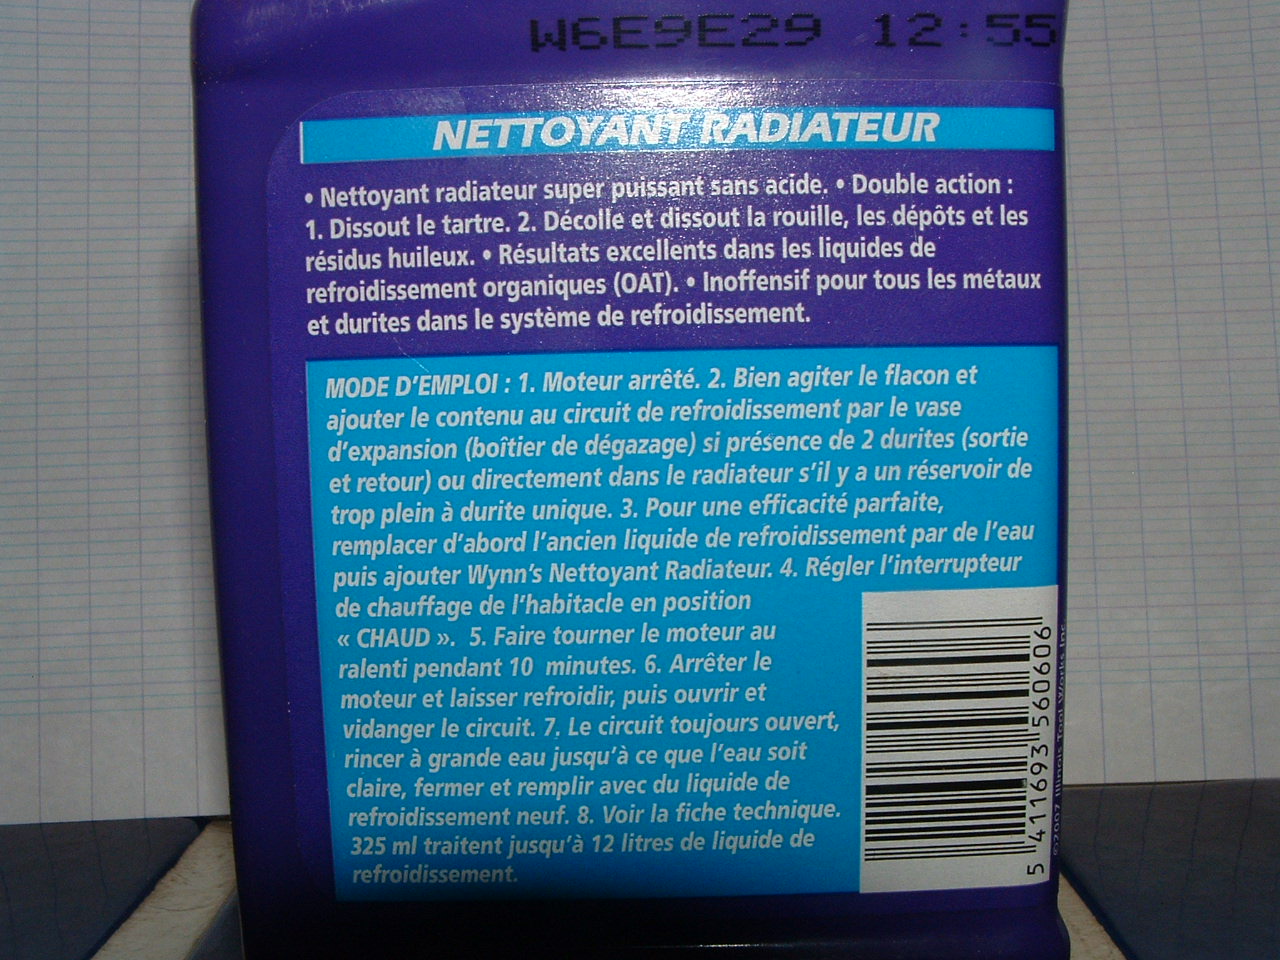 W6E9E29 12:55
NETTOYANT RADIATEUR
• Nettoyant radiateur super puissant sans acide. • Double action :
1. Dissout le tartre. 2. Décolle et dissout la rouille, les dépôts et les
résidus huileux. • Résultats excellents dans les liquides de
refroidissement organiques (OAT). • Inoffensif pour tous les métaux
et durites dans le système de refroidissement.
MODE D'EMPLOI : 1. Moteur arrêté. 2. Bien agiter le flacon et
ajouter le contenu au circuit de refroidissement par le vase
d'expansion (boîtier de dégazage) si présence de 2 durites (sortie
et retour) ou directement dans le radiateur s'il y a un réservoir de
trop plein à durite unique. 3. Pour une efficacité parfaite,
remplacer d'abord l'ancien liquide de refroidissement par de l'eau
puis ajouter Wynn's Nettoyant Radiateur. 4. Régler l'interrupteur
de chauffage de l'habitacle en position
« CHAUD ». 5. Faire tourner le moteur au
ralenti pendant 10 minutes. 6. Arrêter le
moteur et laisser refroidir, puis ouvrir et
vidanger le circuit. 7. Le circuit toujours ouvert,
rincer à grande eau jusqu'à ce que l'eau soit
claire, fermer et remplir avec du liquide de
refroidissement neuf. 8. Voir la fiche technique.
325 ml traitent jusqu'à 12 litres de liquide de
refroidissement.
5 411693 560606
©2007 Illinois Tool Works Inc.